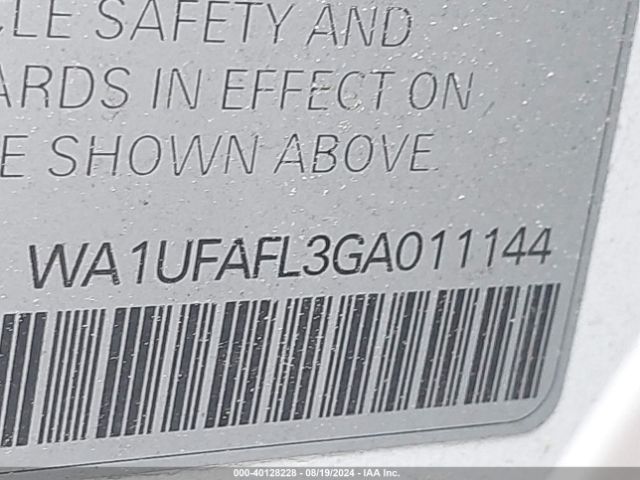 CLE SAFETY AND
ARDS IN EFFECT ON
E SHOWN ABOVE.
WA1UFAFL3GA011144
000-40128228 - 08/19/2024 - IAA Inc.